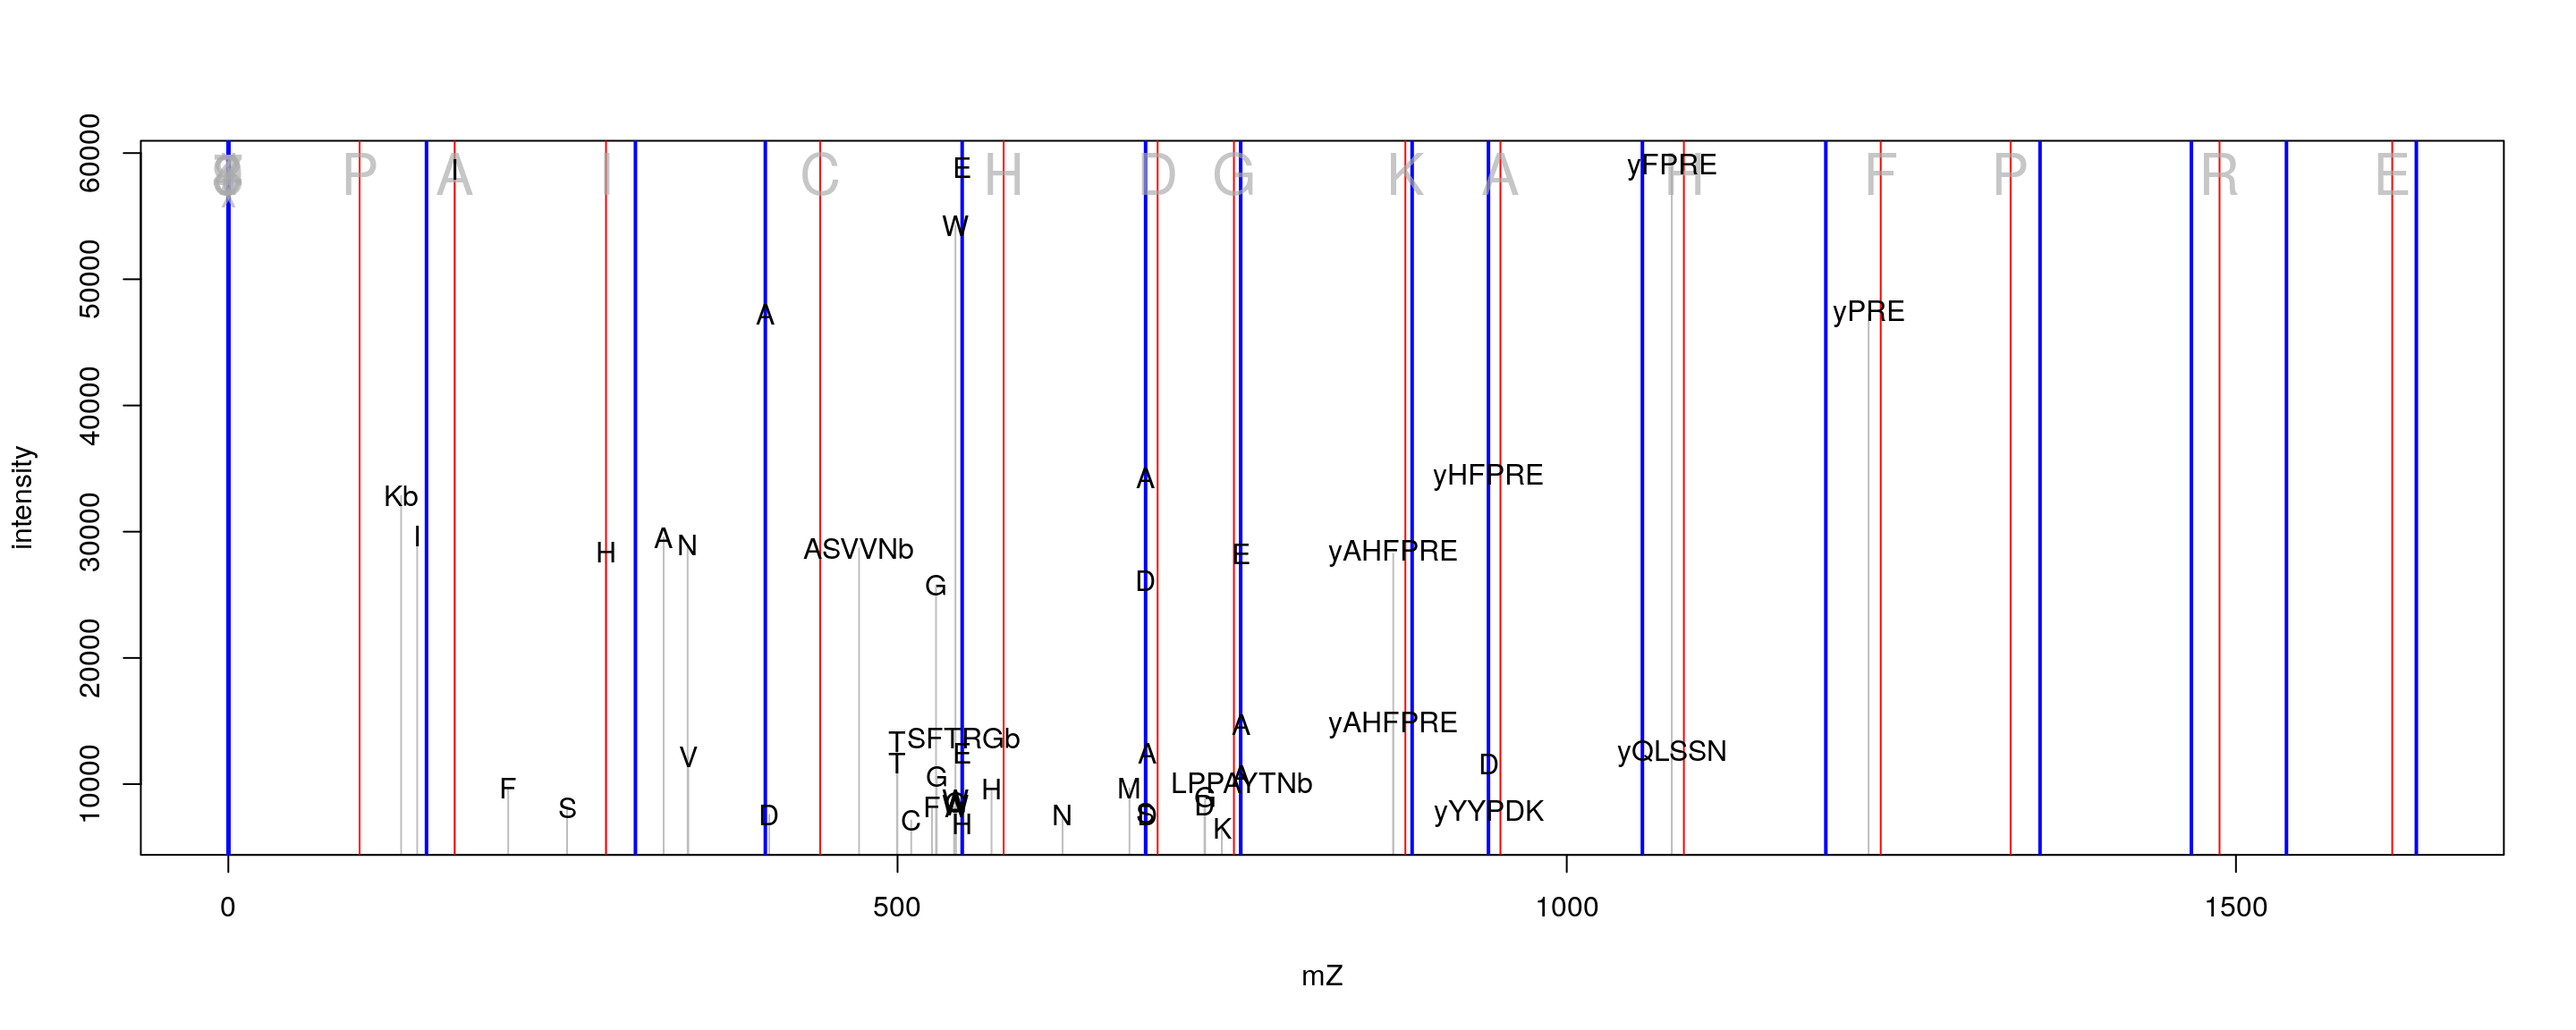 60000
50000
40000
30000
20000
10000
intensity
P A I C H D G K A H F P R E
I
E
yFPRE
W
A
yPRE
Kb
I
A
yHFPRE
H
A
N
ASVVNb
G
D
E
yAHFPRE
V
T
T
TSFTRGb
E
G
A
A
yAHFPRE
D
yQLSSN
F
S
D
C
F
W
H
H
N
M
A
LPPAYTNb
G
D
K
yYYPDK
0 500 1000 1500
mZ